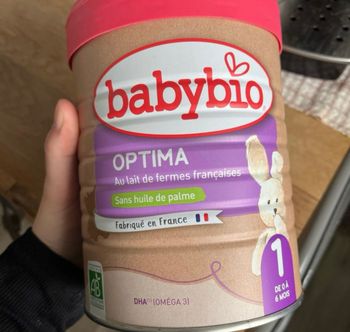 babybio
OPTIMA
Au lait de fermes françaises
Sans huile de palme
Fabriqué en France
1
DE 0 À
6 MOIS
AB
DHA(1) (OMÉGA 3)